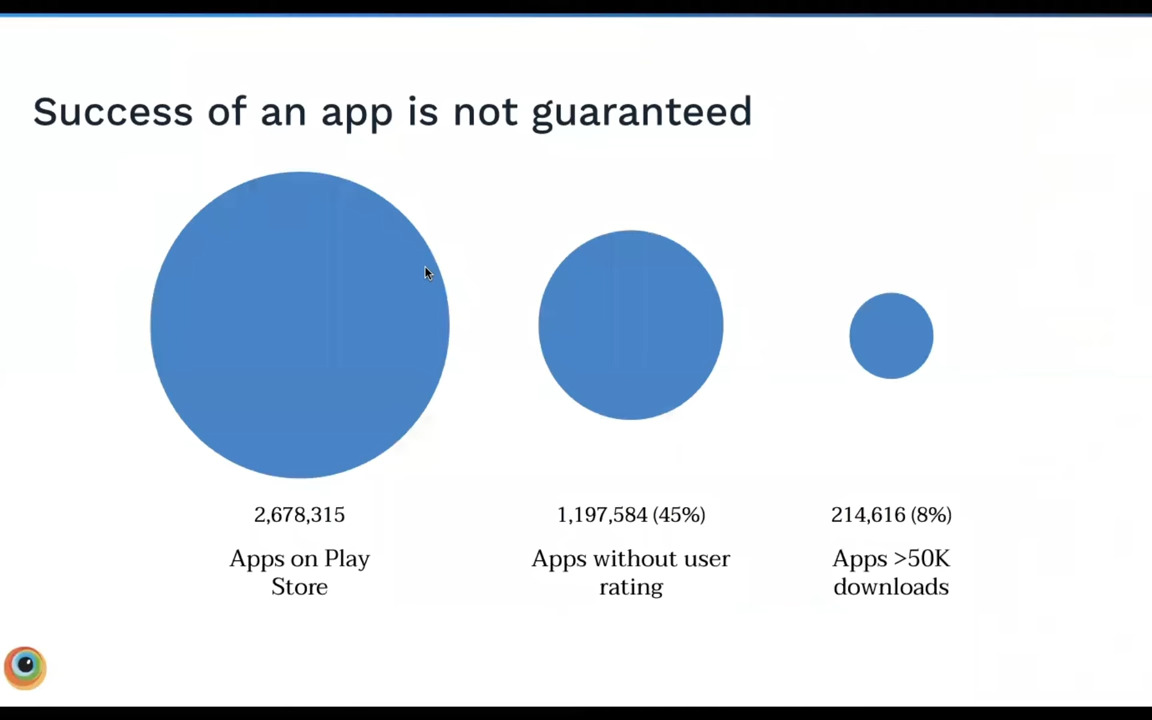 Success of an app is not guaranteed
2,678,315
Apps on Play
Store
1,197,584 (45%)
Apps without user
rating
214,616 (8%)
Apps >50K
downloads